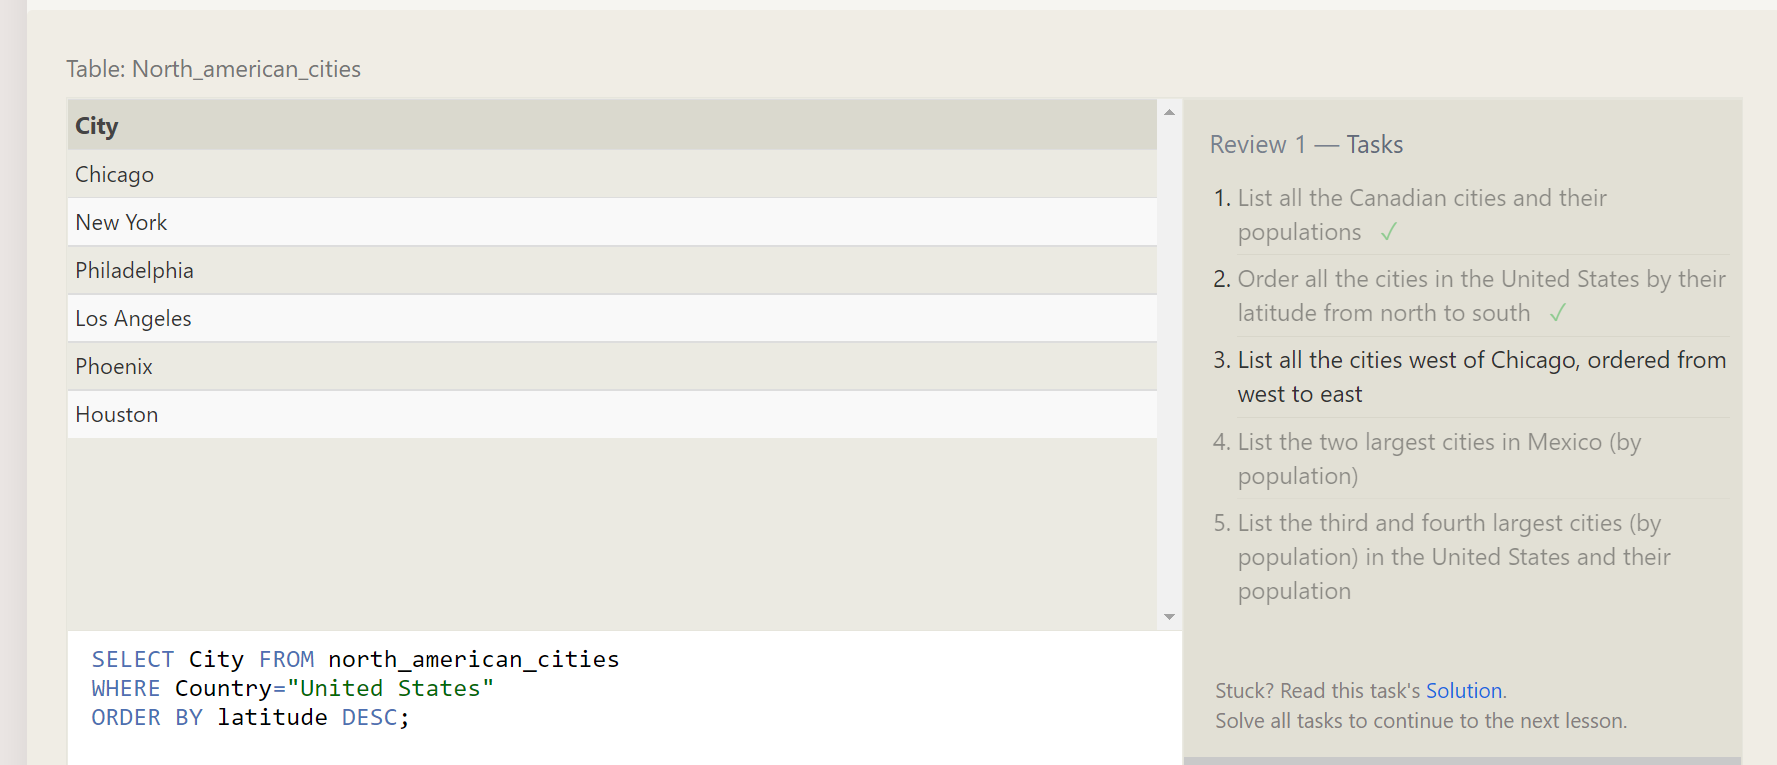 Table: North_american_cities
City
Chicago
New York
Philadelphia
Los Angeles
Phoenix
Houston
SELECT City FROM north_american_cities
WHERE Country="United States"
ORDER BY latitude DESC;
Review 1 — Tasks
1. List all the Canadian cities and their
populations ✓
2. Order all the cities in the United States by their
latitude from north to south ✓
3. List all the cities west of Chicago, ordered from
west to east
4. List the two largest cities in Mexico (by
population)
5. List the third and fourth largest cities (by
population) in the United States and their
population
Stuck? Read this task's Solution.
Solve all tasks to continue to the next lesson.